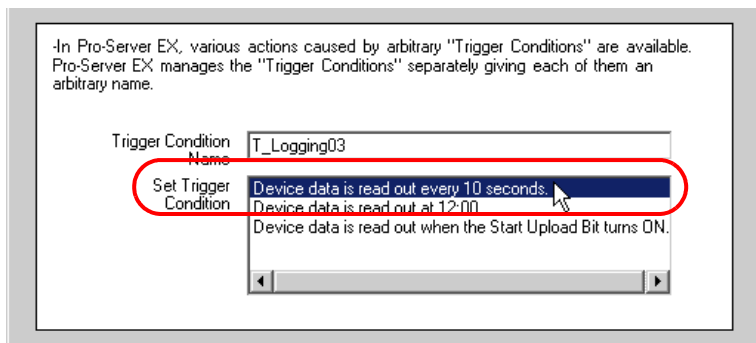 -In Pro-Server EX, various actions caused by arbitrary "Trigger Conditions" are available.
Pro-Server EX manages the "Trigger Conditions" separately giving each of them an
arbitrary name.
Trigger Condition
Name
T_Logging03
Set Trigger
Condition
Device data is read out every 10 seconds.
Device data is read out at 12:00
Device data is read out when the Start Upload Bit turns ON.